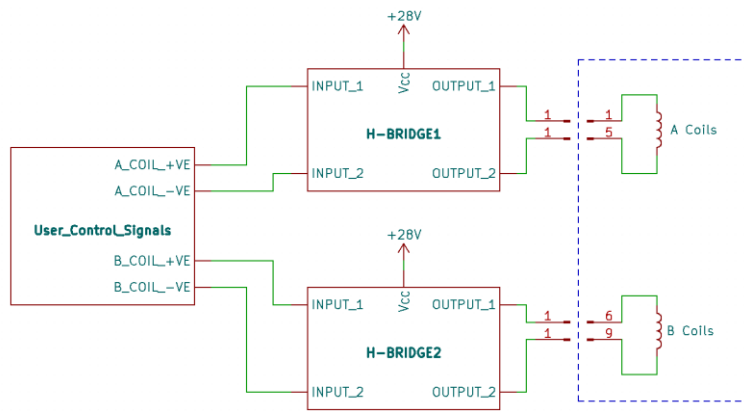 +28V
INPUT_1
Vcc
OUTPUT_1
H-BRIDGE1
INPUT_2
OUTPUT_2
1
1
1
5
A Coils
A_COIL_+VE
A_COIL_-VE
User_Control_Signals
B_COIL_+VE
B_COIL_-VE
+28V
INPUT_1
Vcc
OUTPUT_1
H-BRIDGE2
INPUT_2
OUTPUT_2
1
6
1
9
B Coils